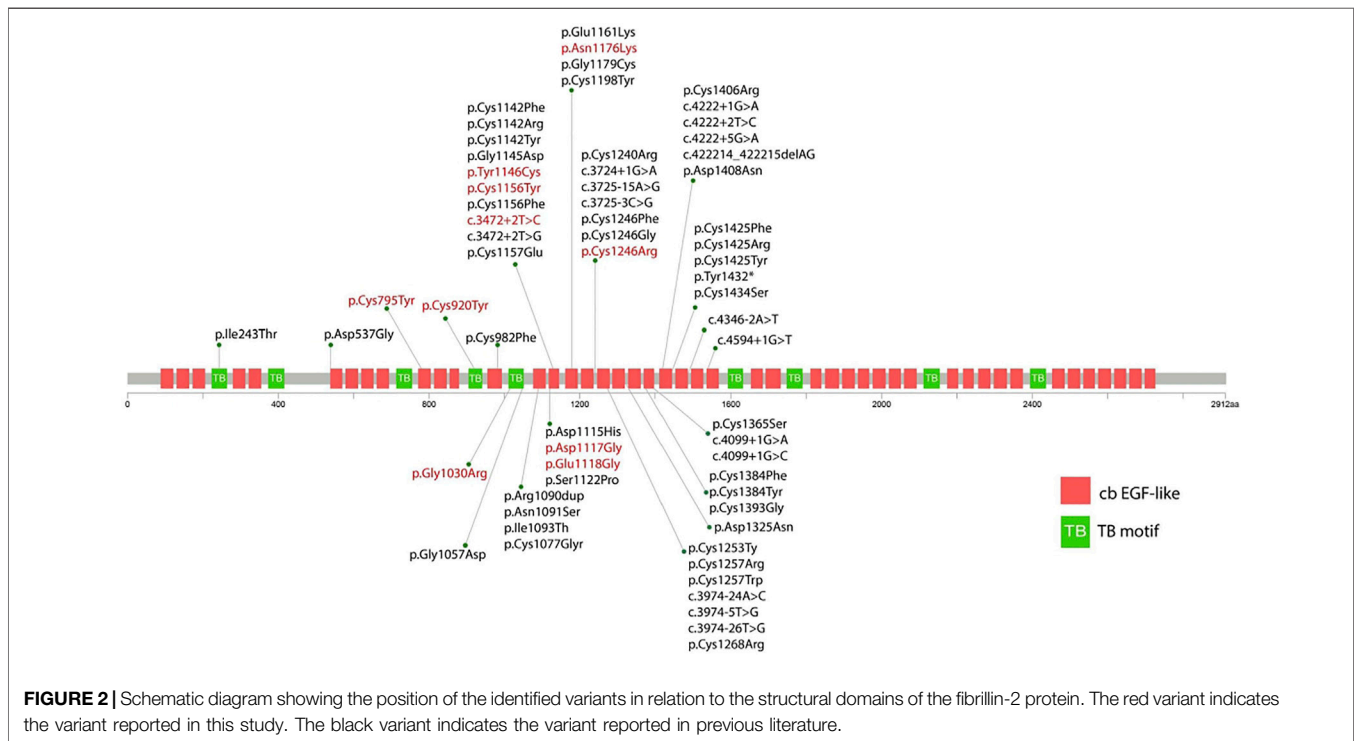 p.Glu1161Lys
p.Asn1176Lys
p.Gly1179Cys
p.Cys1198Tyr
p.Cys1142Phe
p.Cys1142Arg
p.Cys1142Tyr
p.Gly1145Asp
p.Tyr1146Cys
p.Cys1156Tyr
p.Cys1156Phe
c.3472+2T>C
c.3472+2T>G
p.Cys1157Glu
p.Cys1240Arg
c.3724+1G>A
c.3725-15A>G
c.3725-3C>G
p.Cys1246Phe
p.Cys1246Gly
p.Cys1246Arg
p.Cys1406Arg
c.4222+1G>A
c.4222+2T>C
c.4222+5G>A
c.422214_422215delAG
p.Asp1408Asn
p.Cys1425Phe
p.Cys1425Arg
p.Cys1425Tyr
p.Tyr1432*
p.Cys1434Ser
c.4346-2A>T
c.4594+1G>T
p.Ile243Thr
p.Asp537Gly
p.Cys795Tyr
p.Cys920Tyr
p.Cys982Phe
TB TB TB TB TB TB TB TB TB
0 400 800 1200 1600 2000 2400 2912aa
p.Gly1030Arg
p.Gly1057Asp
p.Asp1115His
p.Asp1117Gly
p.Glu1118Gly
p.Ser1122Pro
p.Arg1090dup
p.Asn1091Ser
p.Ile1093Th
p.Cys1077Glyr
p.Cys1365Ser
c.4099+1G>A
c.4099+1G>C
p.Cys1384Phe
p.Cys1384Tyr
p.Cys1393Gly
p.Asp1325Asn
p.Cys1253Ty
p.Cys1257Arg
p.Cys1257Trp
c.3974-24A>C
c.3974-5T>G
c.3974-26T>G
p.Cys1268Arg
cb EGF-like
TB TB motif
FIGURE 2 | Schematic diagram showing the position of the identified variants in relation to the structural domains of the fibrillin-2 protein. The red variant indicates
the variant reported in this study. The black variant indicates the variant reported in previous literature.